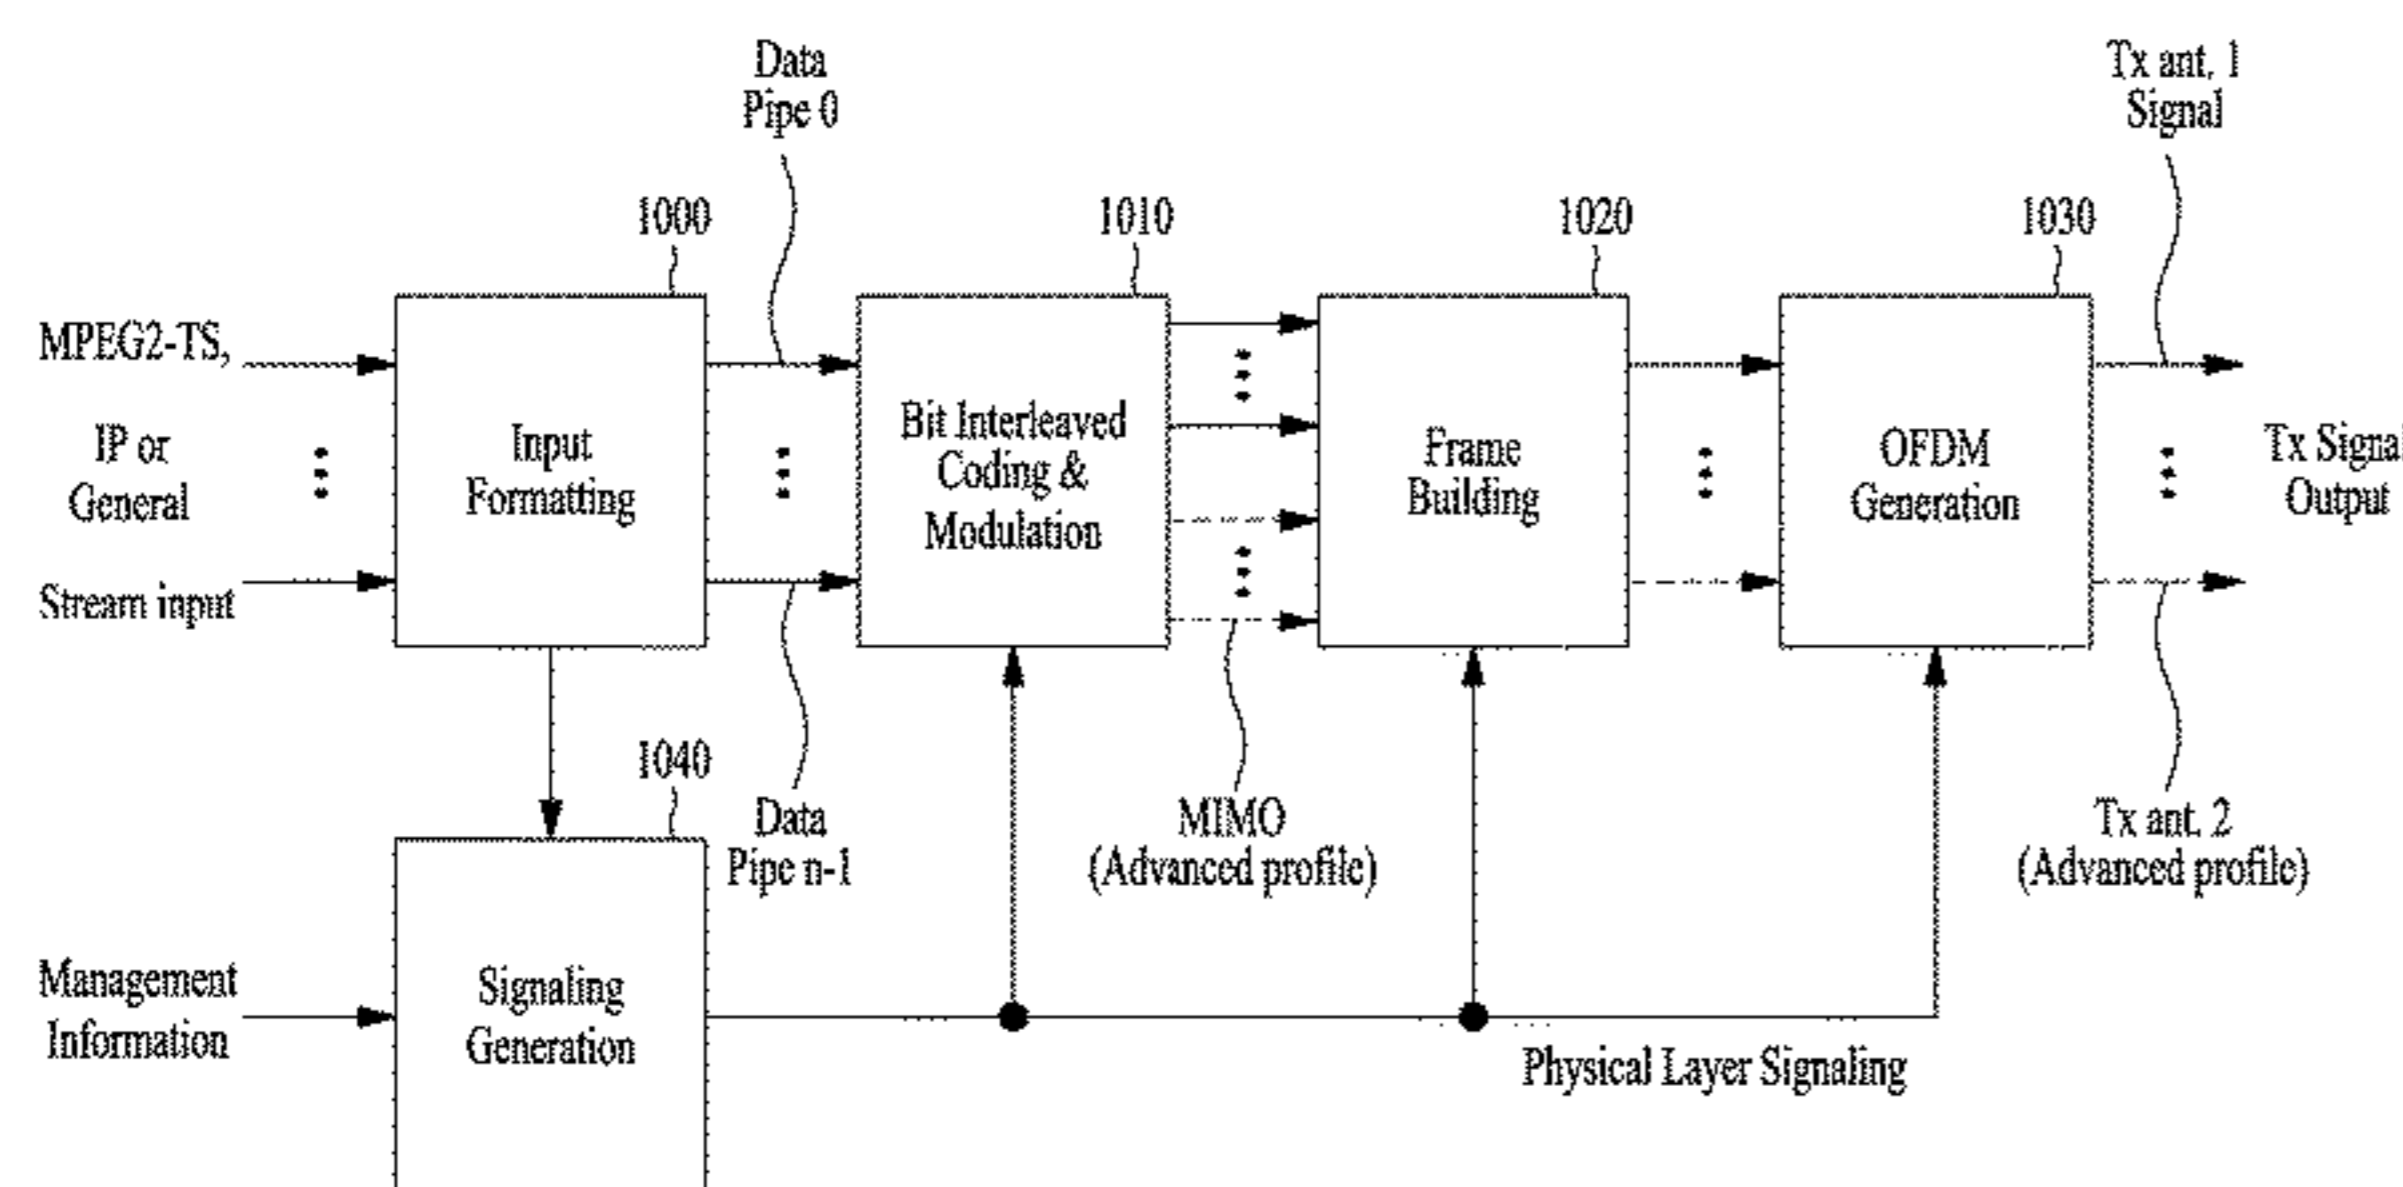 Data
Pipe 0
Tx ant. 1
Signal
1000
1010
1020
1030
MPEG2-TS,
IP or
General
Stream input
Input
Formatting
Bit Interleaved
Coding &
Modulation
Frame
Building
OFDM
Generation
Tx Signal
Output
1040
Data
Pipe n-1
MIMO
(Advanced profile)
Tx ant. 2
(Advanced profile)
Management
Information
Signaling
Generation
Physical Layer Signaling